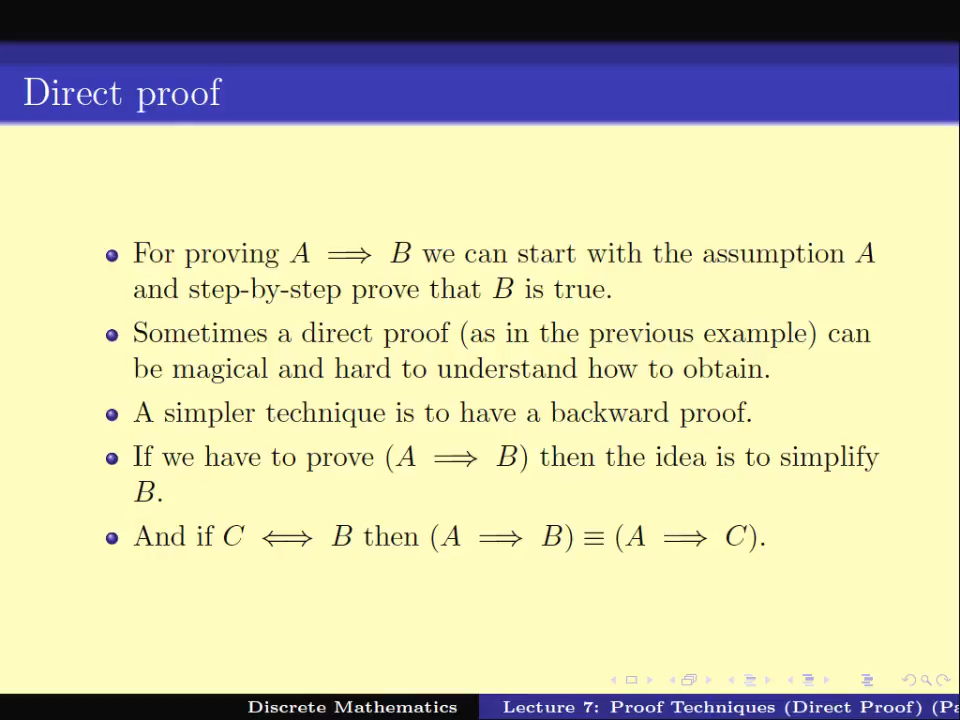 Direct proof
For proving A ⟹ B we can start with the assumption A
and step-by-step prove that B is true.
Sometimes a direct proof (as in the previous example) can
be magical and hard to understand how to obtain.
A simpler technique is to have a backward proof.
If we have to prove (A ⟹ B) then the idea is to simplify
B.
And if C ⟺ B then (A ⟹ B) ≡ (A ⟹ C).
Discrete Mathematics
Lecture 7: Proof Techniques (Direct Proof) (Pa